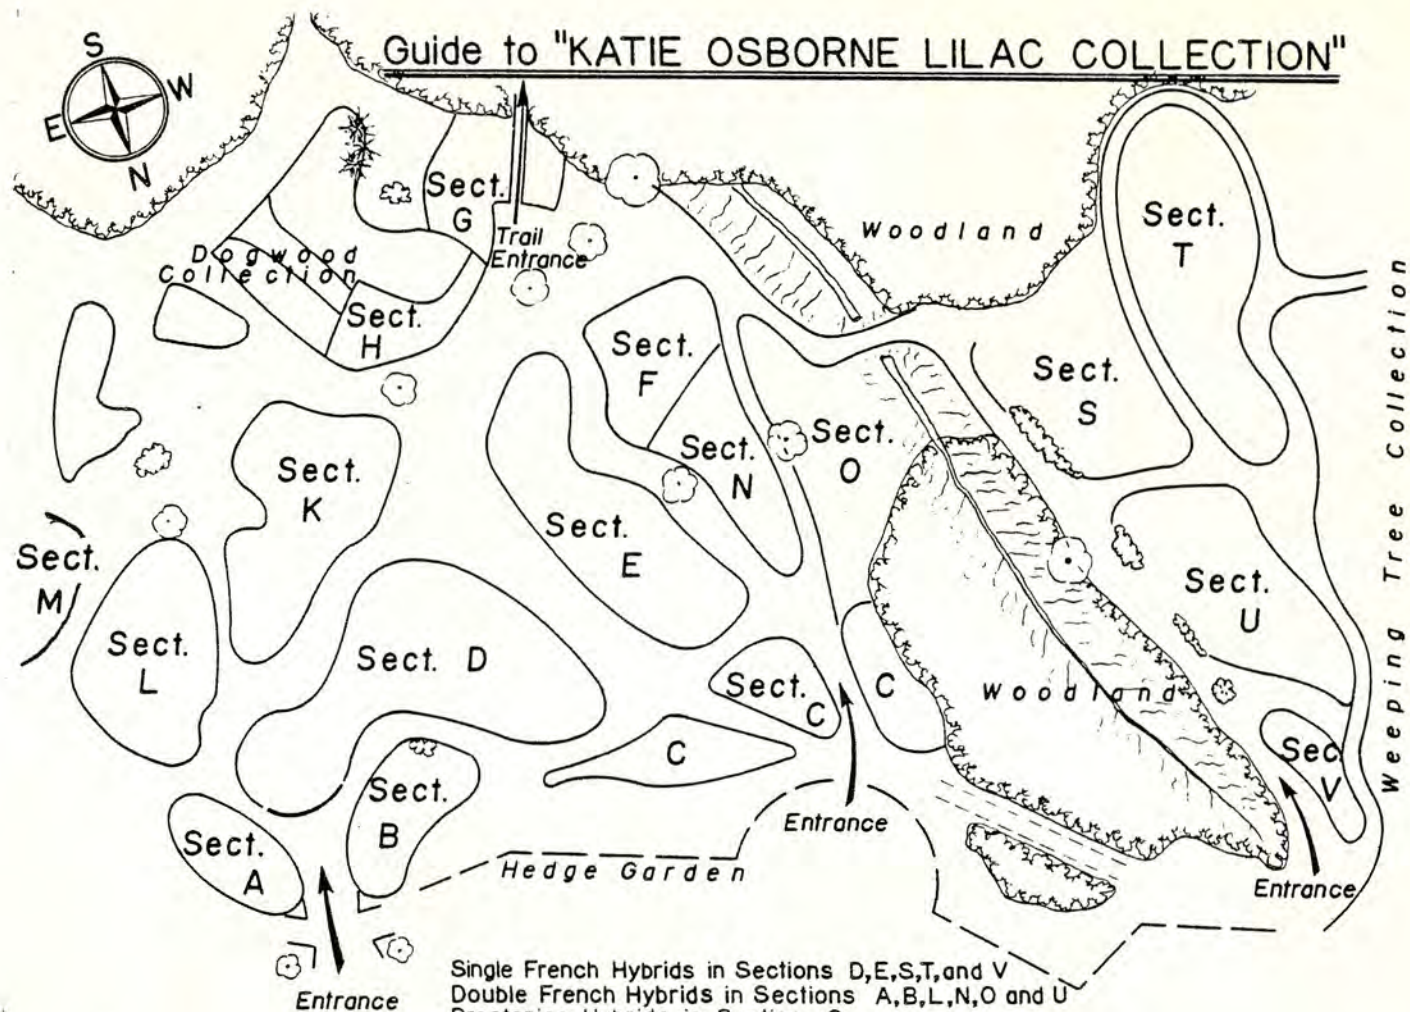 Guide to "KATIE OSBORNE LILAC COLLECTION"
S
W
E
N
Sect.
G
Trail
Entrance
Dogwood
Collection
Sect.
H
Woodland
Sect.
T
Sect.
F
Sect.
S
Weeping Tree Collection
Sect.
K
Sect.
N
Sect.
O
Sect.
M
Sect.
E
Sect.
U
Sect.
L
Sect. D
Sect.
C
C
Woodland
C
Sec.
V
Sect.
B
Sect.
A
Entrance
Hedge Garden
Entrance
Entrance
Single French Hybrids in Sections D,E,S,T,and V
Double French Hybrids in Sections A,B,L,N,O and U